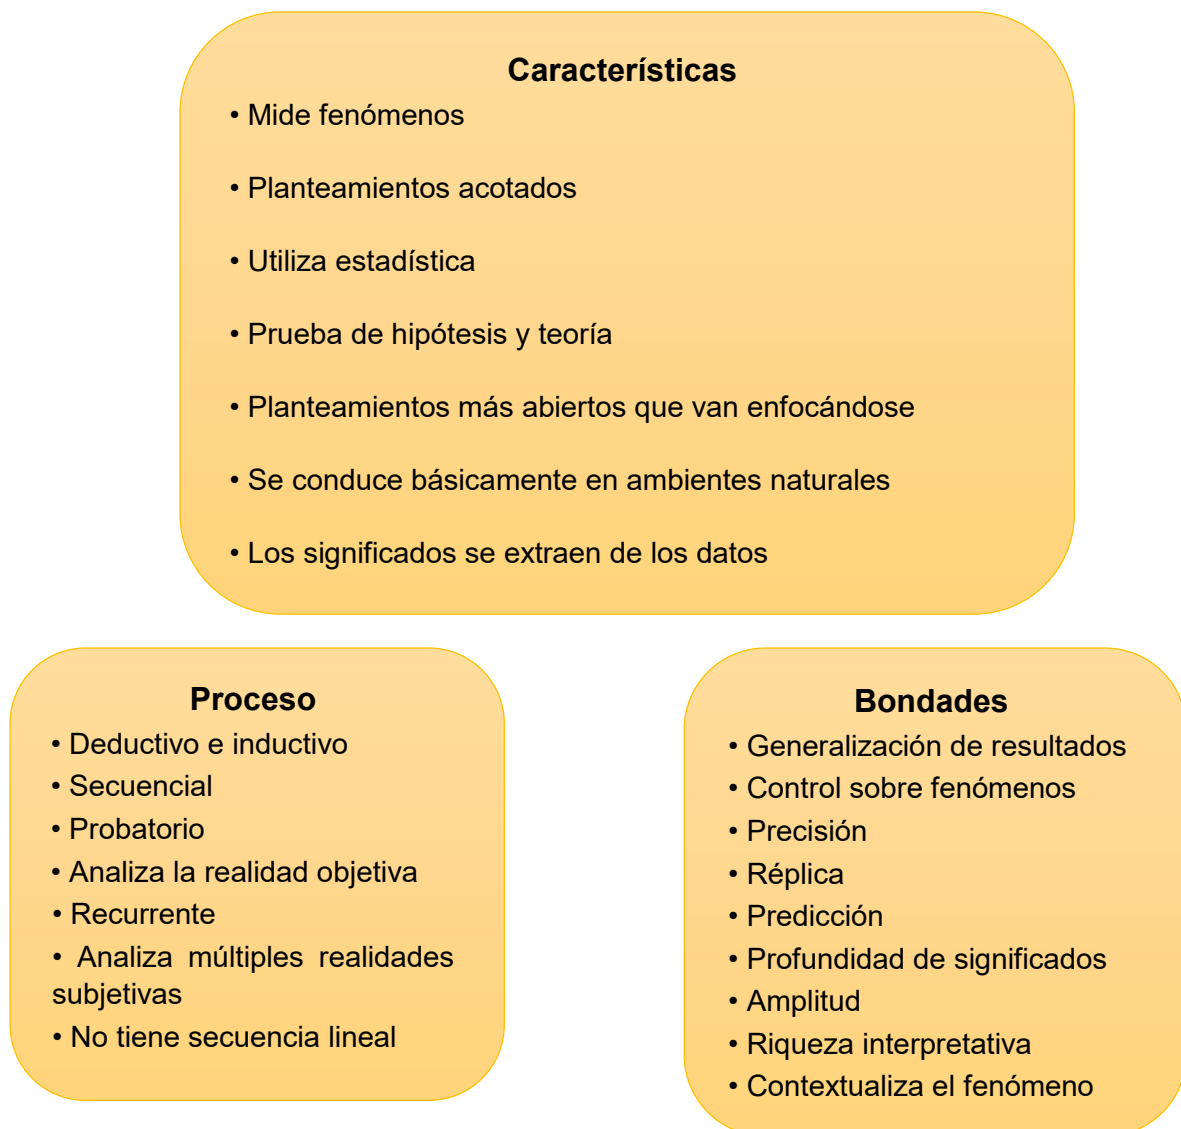 Características
• Mide fenómenos
• Planteamientos acotados
• Utiliza estadística
• Prueba de hipótesis y teoría
• Planteamientos más abiertos que van enfocándose
• Se conduce básicamente en ambientes naturales
• Los significados se extraen de los datos
Proceso
• Deductivo e inductivo
• Secuencial
• Probatorio
• Analiza la realidad objetiva
• Recurrente
• Analiza múltiples realidades
subjetivas
• No tiene secuencia lineal
Bondades
• Generalización de resultados
• Control sobre fenómenos
• Precisión
• Réplica
• Predicción
• Profundidad de significados
• Amplitud
• Riqueza interpretativa
• Contextualiza el fenómeno